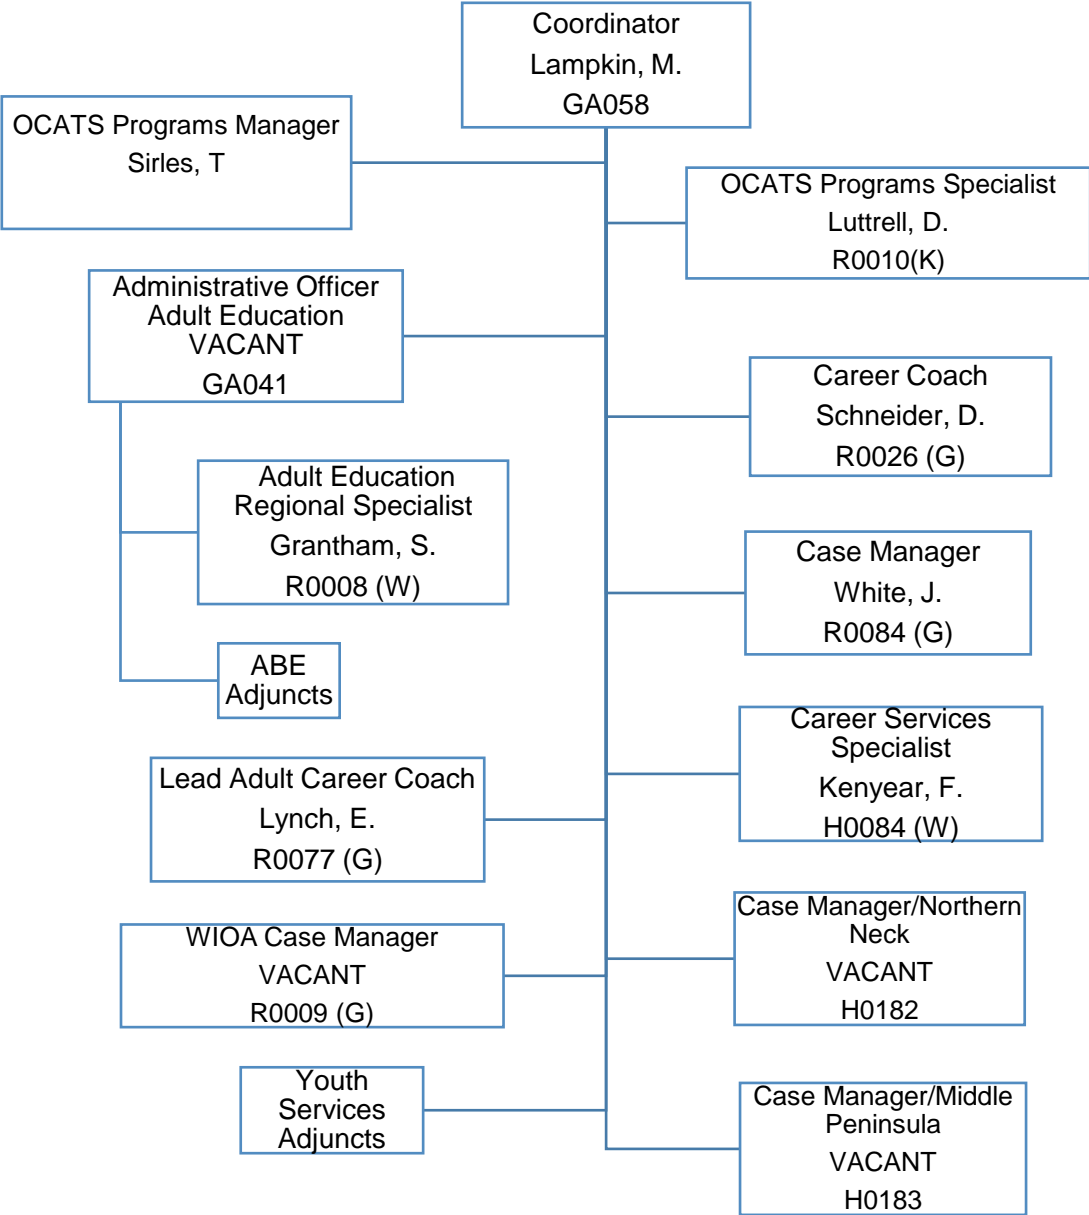 Coordinator
Lampkin, M.
GA058
OCATS Programs Manager
Sirles, T
OCATS Programs Specialist
Luttrell, D.
R0010(K)
Administrative Officer
Adult Education
VACANT
GA041
Career Coach
Schneider, D.
R0026 (G)
Adult Education
Regional Specialist
Grantham, S.
R0008 (W)
Case Manager
White, J.
R0084 (G)
ABE
Adjuncts
Career Services
Specialist
Kenyear, F.
H0084 (W)
Lead Adult Career Coach
Lynch, E.
R0077 (G)
Case Manager/Northern
Neck
VACANT
H0182
WIOA Case Manager
VACANT
R0009 (G)
Youth
Services
Adjuncts
Case Manager/Middle
Peninsula
VACANT
H0183